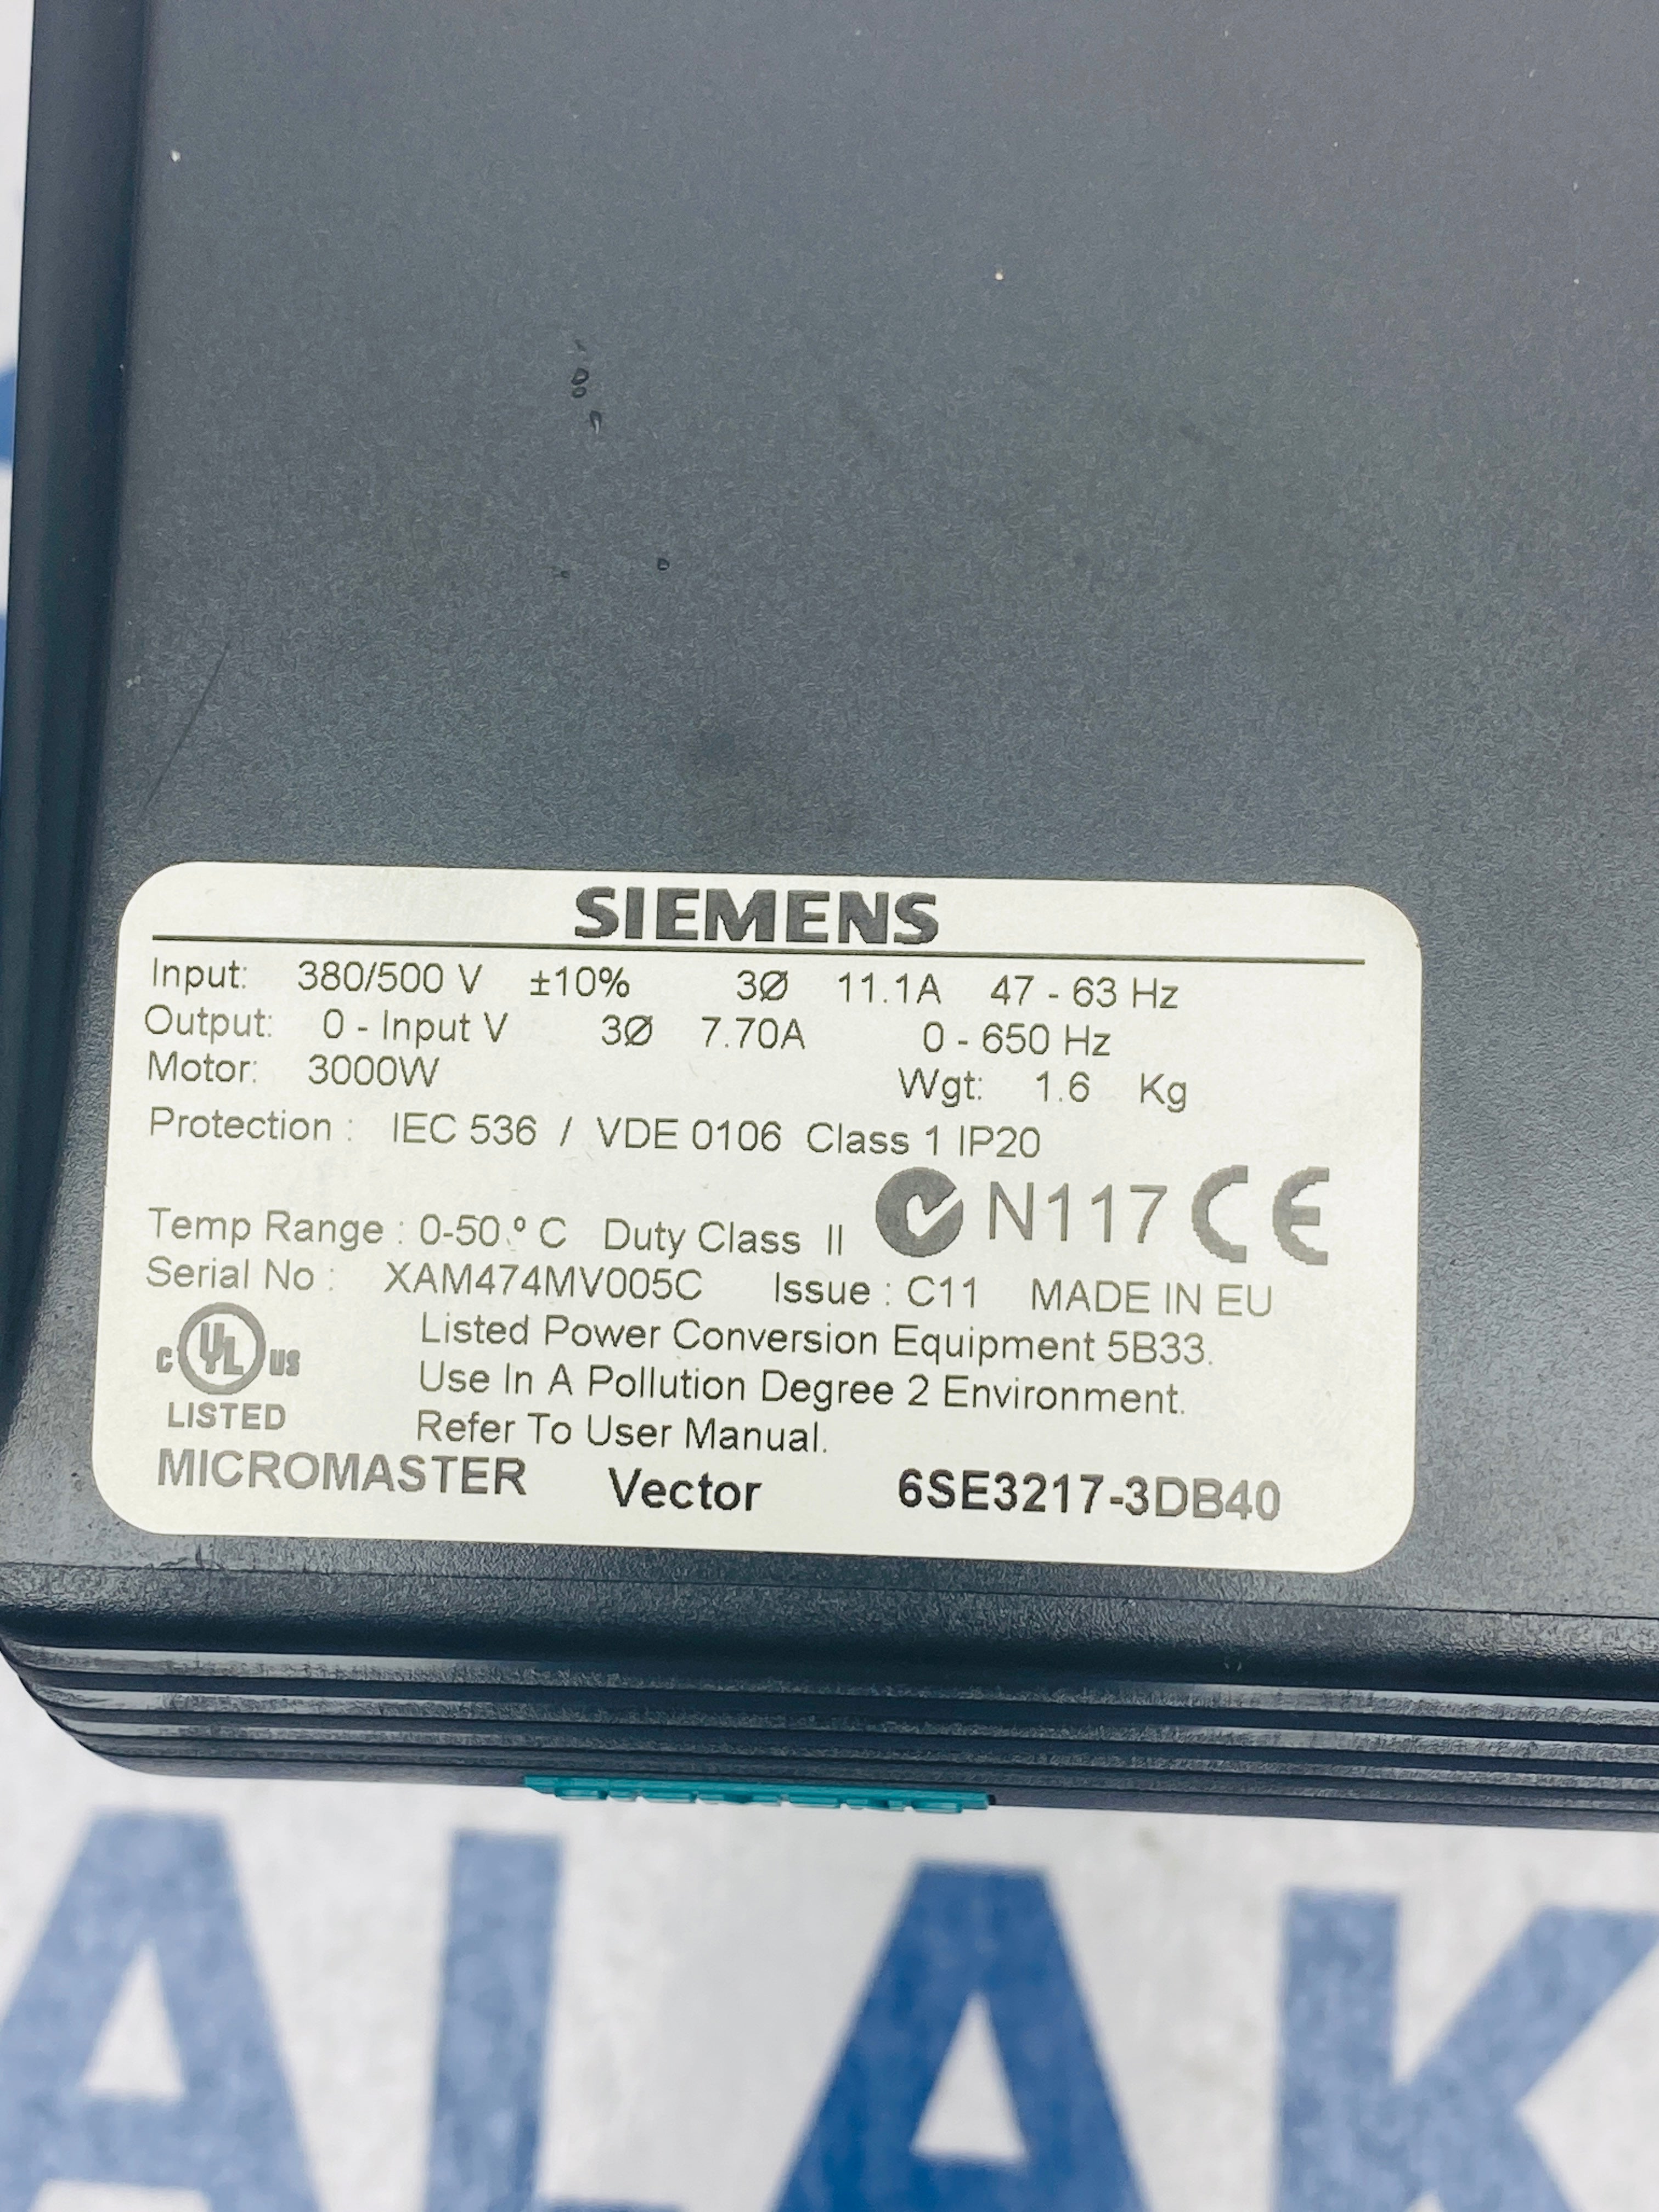 SIEMENS
Input: 380/500 V ±10% 3Ø 11.1A 47 - 63 Hz
Output: 0 - Input V 3Ø 7.70A 0 - 650 Hz
Motor: 3000W Wgt: 1.6 Kg
Protection : IEC 536 / VDE 0106 Class 1 IP20
N117 CE
Temp Range : 0-50 º C Duty Class II
Serial No : XAM474MV005C Issue : C11 MADE IN EU
Listed Power Conversion Equipment 5B33.
c UL us
Use In A Pollution Degree 2 Environment.
LISTED
Refer To User Manual.
MICROMASTER Vector 6SE3217-3DB40
ALAK